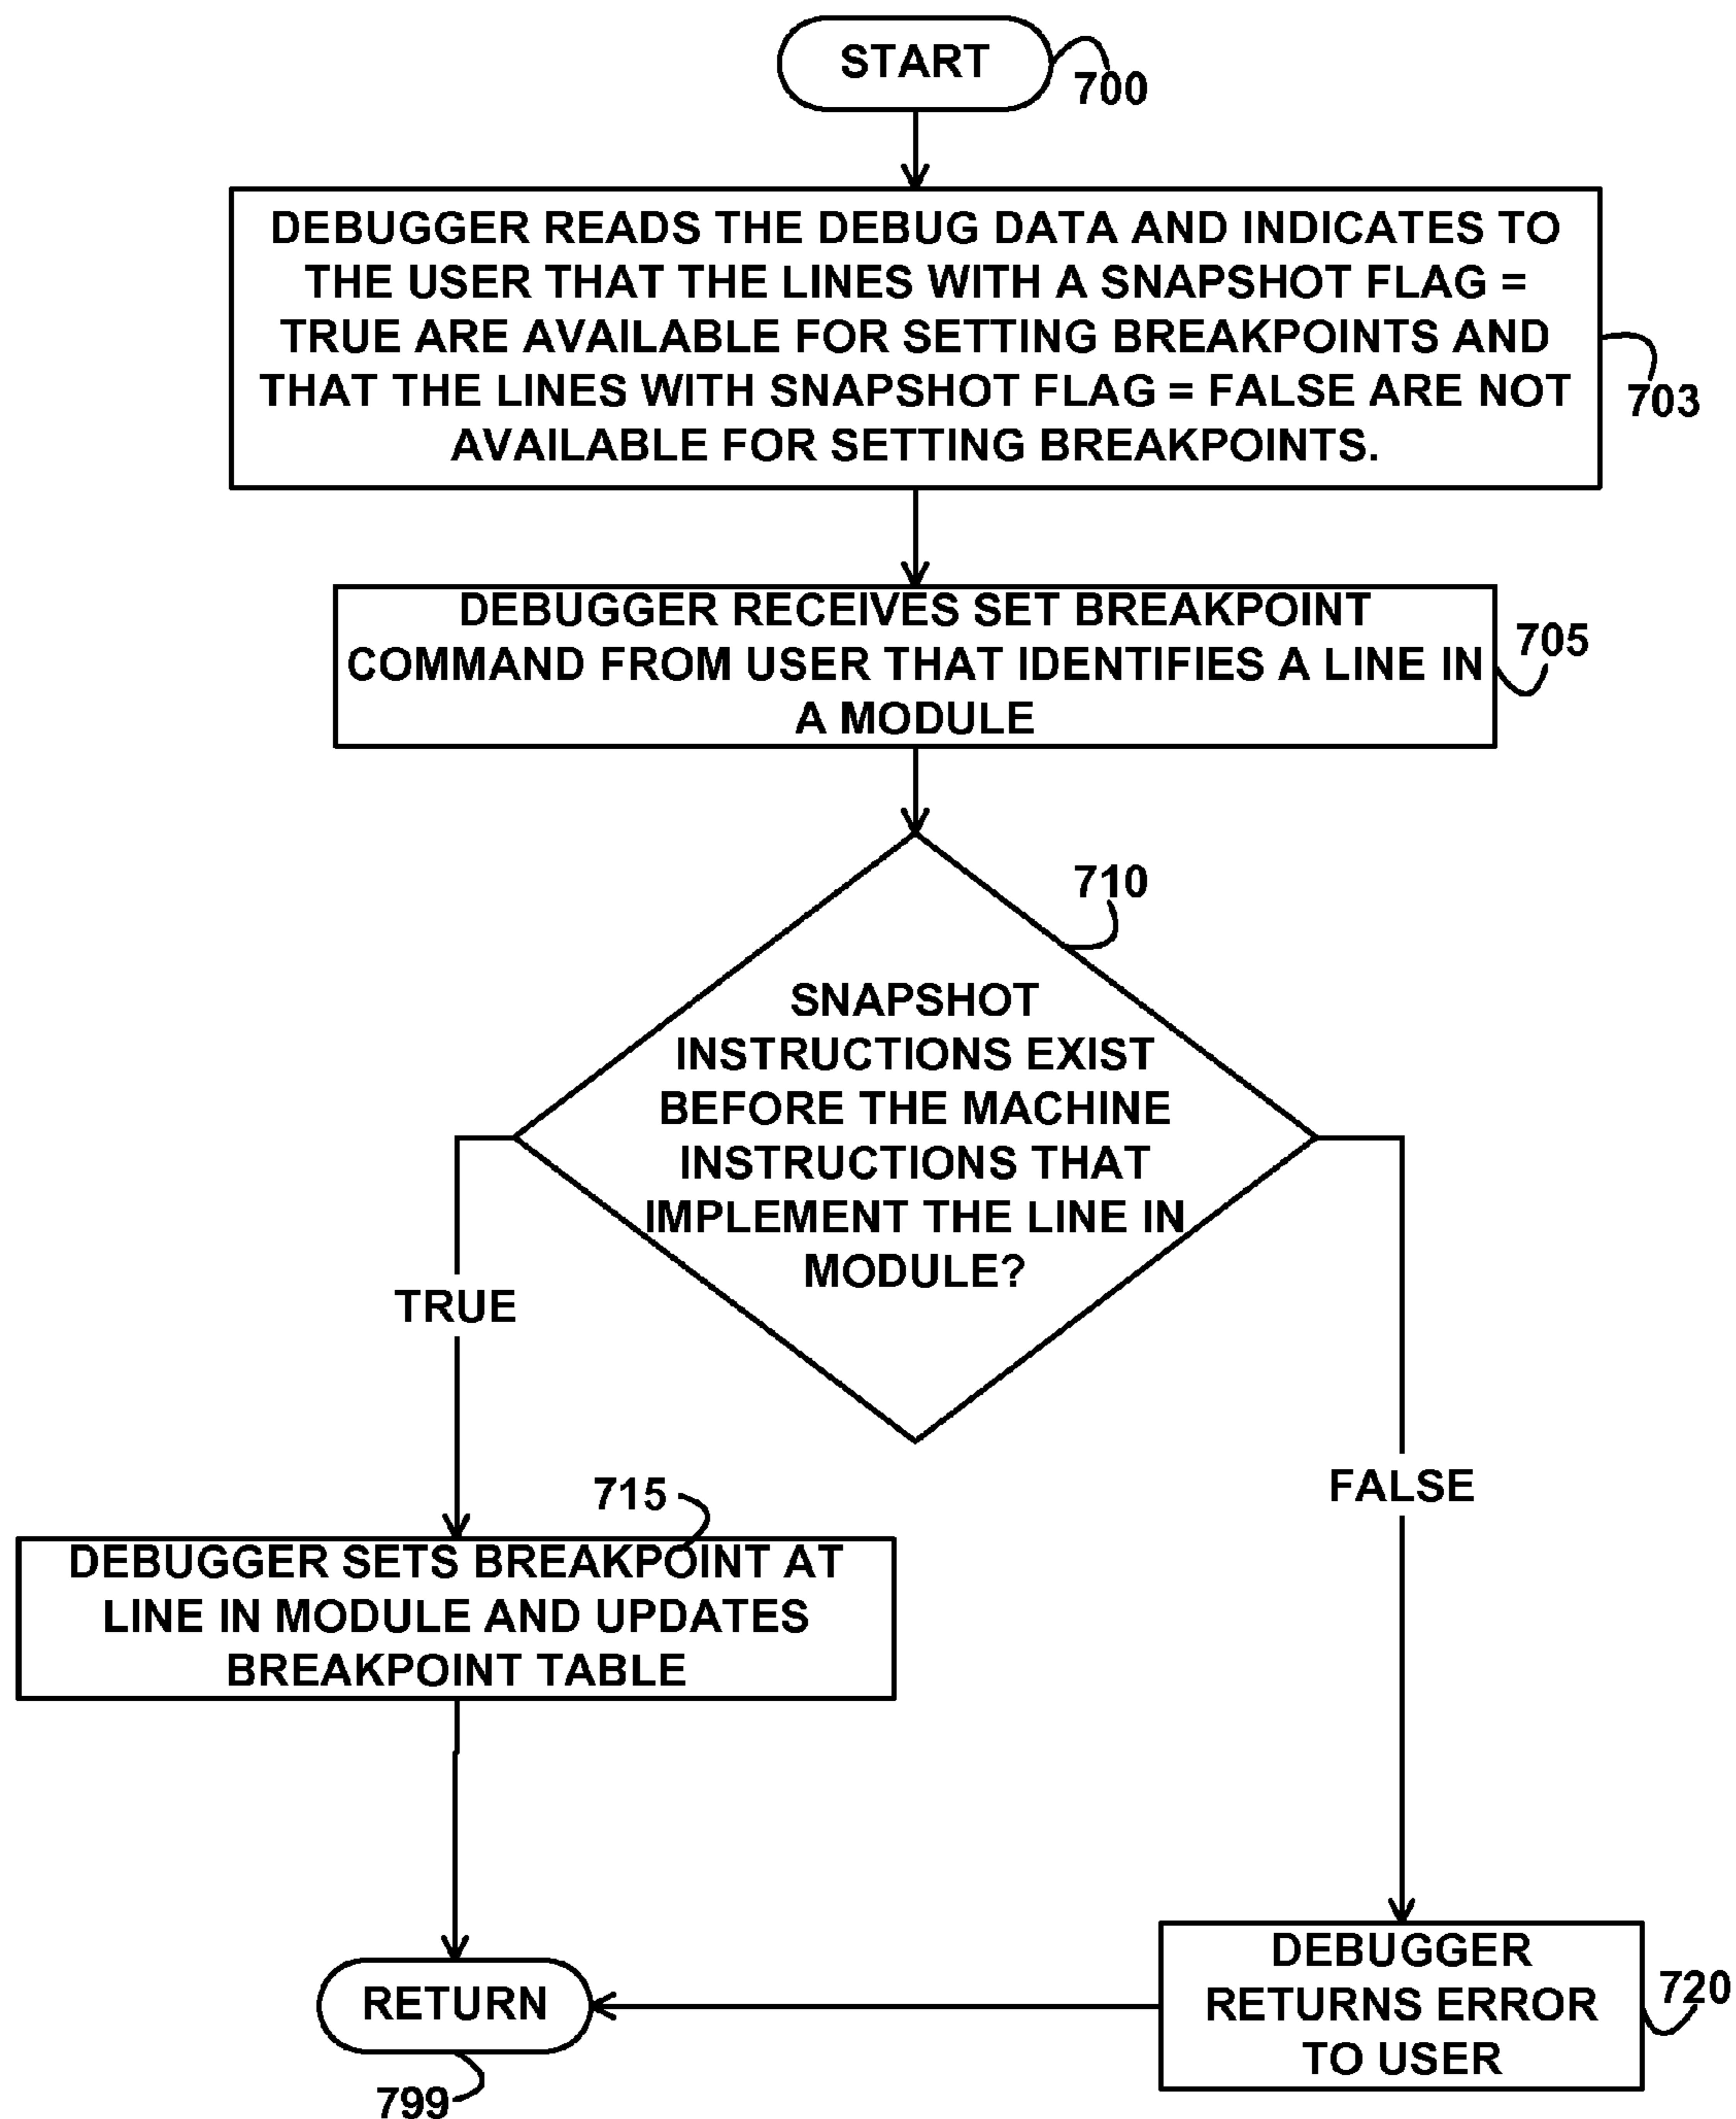 START
700
DEBUGGER READS THE DEBUG DATA AND INDICATES TO
THE USER THAT THE LINES WITH A SNAPSHOT FLAG =
TRUE ARE AVAILABLE FOR SETTING BREAKPOINTS AND
THAT THE LINES WITH SNAPSHOT FLAG = FALSE ARE NOT
AVAILABLE FOR SETTING BREAKPOINTS.
703
DEBUGGER RECEIVES SET BREAKPOINT
COMMAND FROM USER THAT IDENTIFIES A LINE IN
A MODULE
705
710
SNAPSHOT
INSTRUCTIONS EXIST
BEFORE THE MACHINE
INSTRUCTIONS THAT
IMPLEMENT THE LINE IN
MODULE?
TRUE
FALSE
715
DEBUGGER SETS BREAKPOINT AT
LINE IN MODULE AND UPDATES
BREAKPOINT TABLE
DEBUGGER
RETURNS ERROR
TO USER
720
RETURN
799